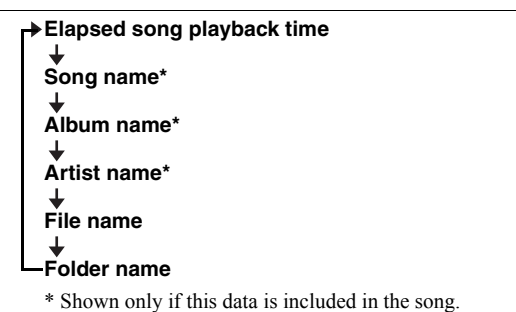 Elapsed song playback time
Song name*
Album name*
Artist name*
File name
Folder name
* Shown only if this data is included in the song.